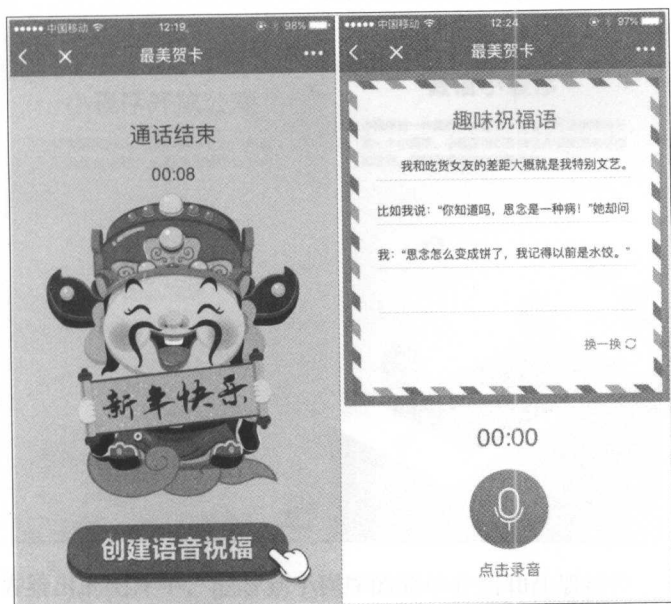 中国移动 12:19 98%
最美贺卡
通话结束
00:08
新年快乐
创建语音祝福
中国移动 12:24 97%
最美贺卡
趣味祝福语
我和吃货女友的差距大概就是我特别文艺。
比如我说：“你知道吗，思念是一种病！”她却问
我：“思念怎么变成饼了，我记得以前是水饺。”
换一换
00:00
点击录音